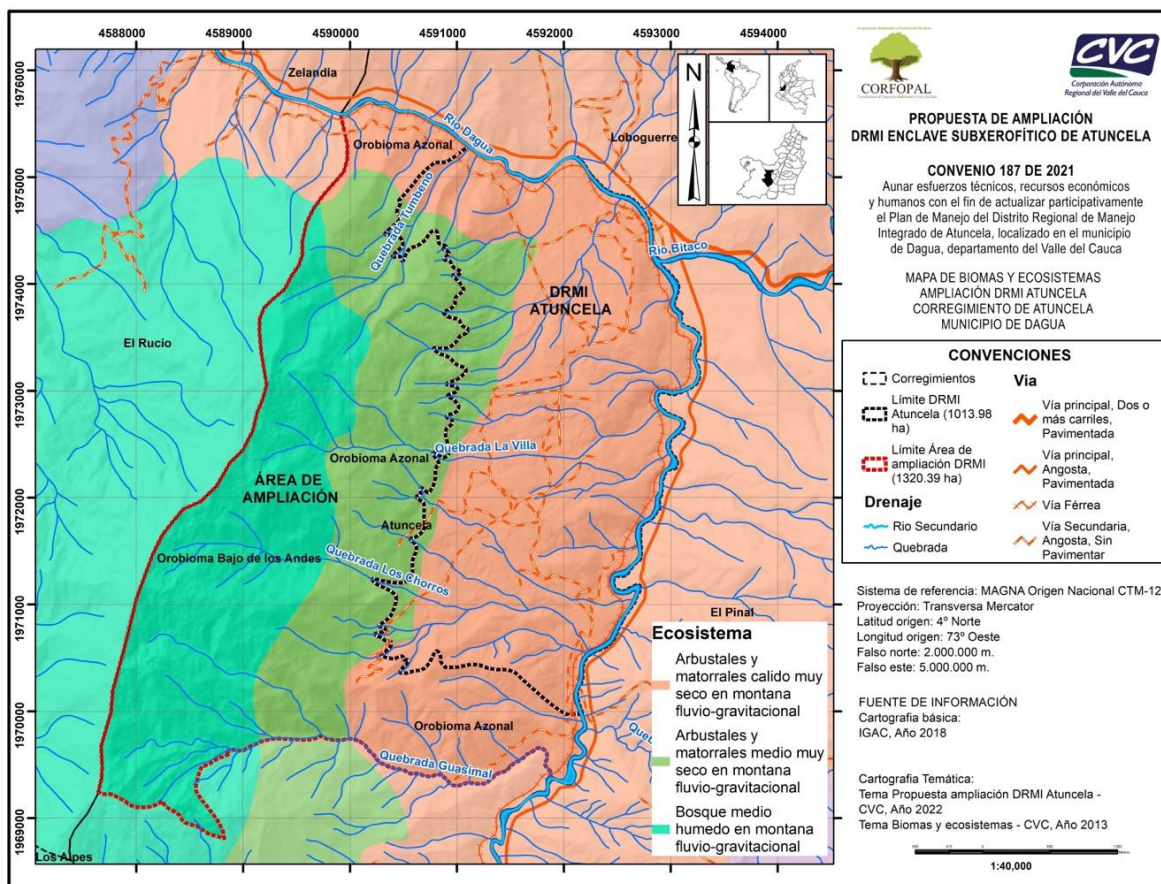 4588000
4589000
4590000
4591000
4592000
4593000
4594000
1976000
1975000
1974000
1973000
1972000
1971000
1970000
1969000
Zelandia
Orobioma Azonal
Río Dagua
Loboguerre
Quebrada Tumbeno
Rio Bitaco
DRMI
ATUNCELA
El Rucio
Quebrada La Villa
Orobioma Azonal
ÁREA DE
AMPLIACIÓN
Atuncela
Orobioma Bajo de los Andes
Quebrada Los Chorros
El Pinal
Orobioma Azonal
Quebrada Guasimal
Los Alpes
N
Ecosistema
Arbustales y
matorrales calido muy
seco en montana
fluvio-gravitacional
Arbustales y
matorrales medio muy
seco en montana
fluvio-gravitacional
Bosque medio
humedo en montana
fluvio-gravitacional
CORFOPAL
CVC
Corporación Autónoma
Regional del Valle del Cauca
PROPUESTA DE AMPLIACIÓN
DRMI ENCLAVE SUBXEROFÍTICO DE ATUNCELA
CONVENIO 187 DE 2021
Aunar esfuerzos técnicos, recursos económicos
y humanos con el fin de actualizar participativamente
el Plan de Manejo del Distrito Regional de Manejo
Integrado de Atuncela, localizado en el municipio
de Dagua, departamento del Valle del Cauca
MAPA DE BIOMAS Y ECOSISTEMAS
AMPLIACIÓN DRMI ATUNCELA
CORREGIMIENTO DE ATUNCELA
MUNICIPIO DE DAGUA
CONVENCIONES
Corregimientos
Límite DRMI
Atuncela (1013.98
ha)
Límite Área de
ampliación DRMI
(1320.39 ha)
Drenaje
Rio Secundario
Quebrada
Via
Vía principal, Dos o
más carriles,
Pavimentada
Vía principal,
Angosta,
Pavimentada
Vía Férrea
Vía Secundaria,
Angosta, Sin
Pavimentar
Sistema de referencia: MAGNA Origen Nacional CTM-12
Proyección: Transversa Mercator
Latitud origen: 4º Norte
Longitud origen: 73º Oeste
Falso norte: 2.000.000 m.
Falso este: 5.000.000 m.
FUENTE DE INFORMACIÓN
Cartografia básica:
IGAC, Año 2018
Cartografía Temática:
Tema Propuesta ampliación DRMI Atuncela -
CVC, Año 2022
Tema Biomas y ecosistemas - CVC, Año 2013
1:40,000